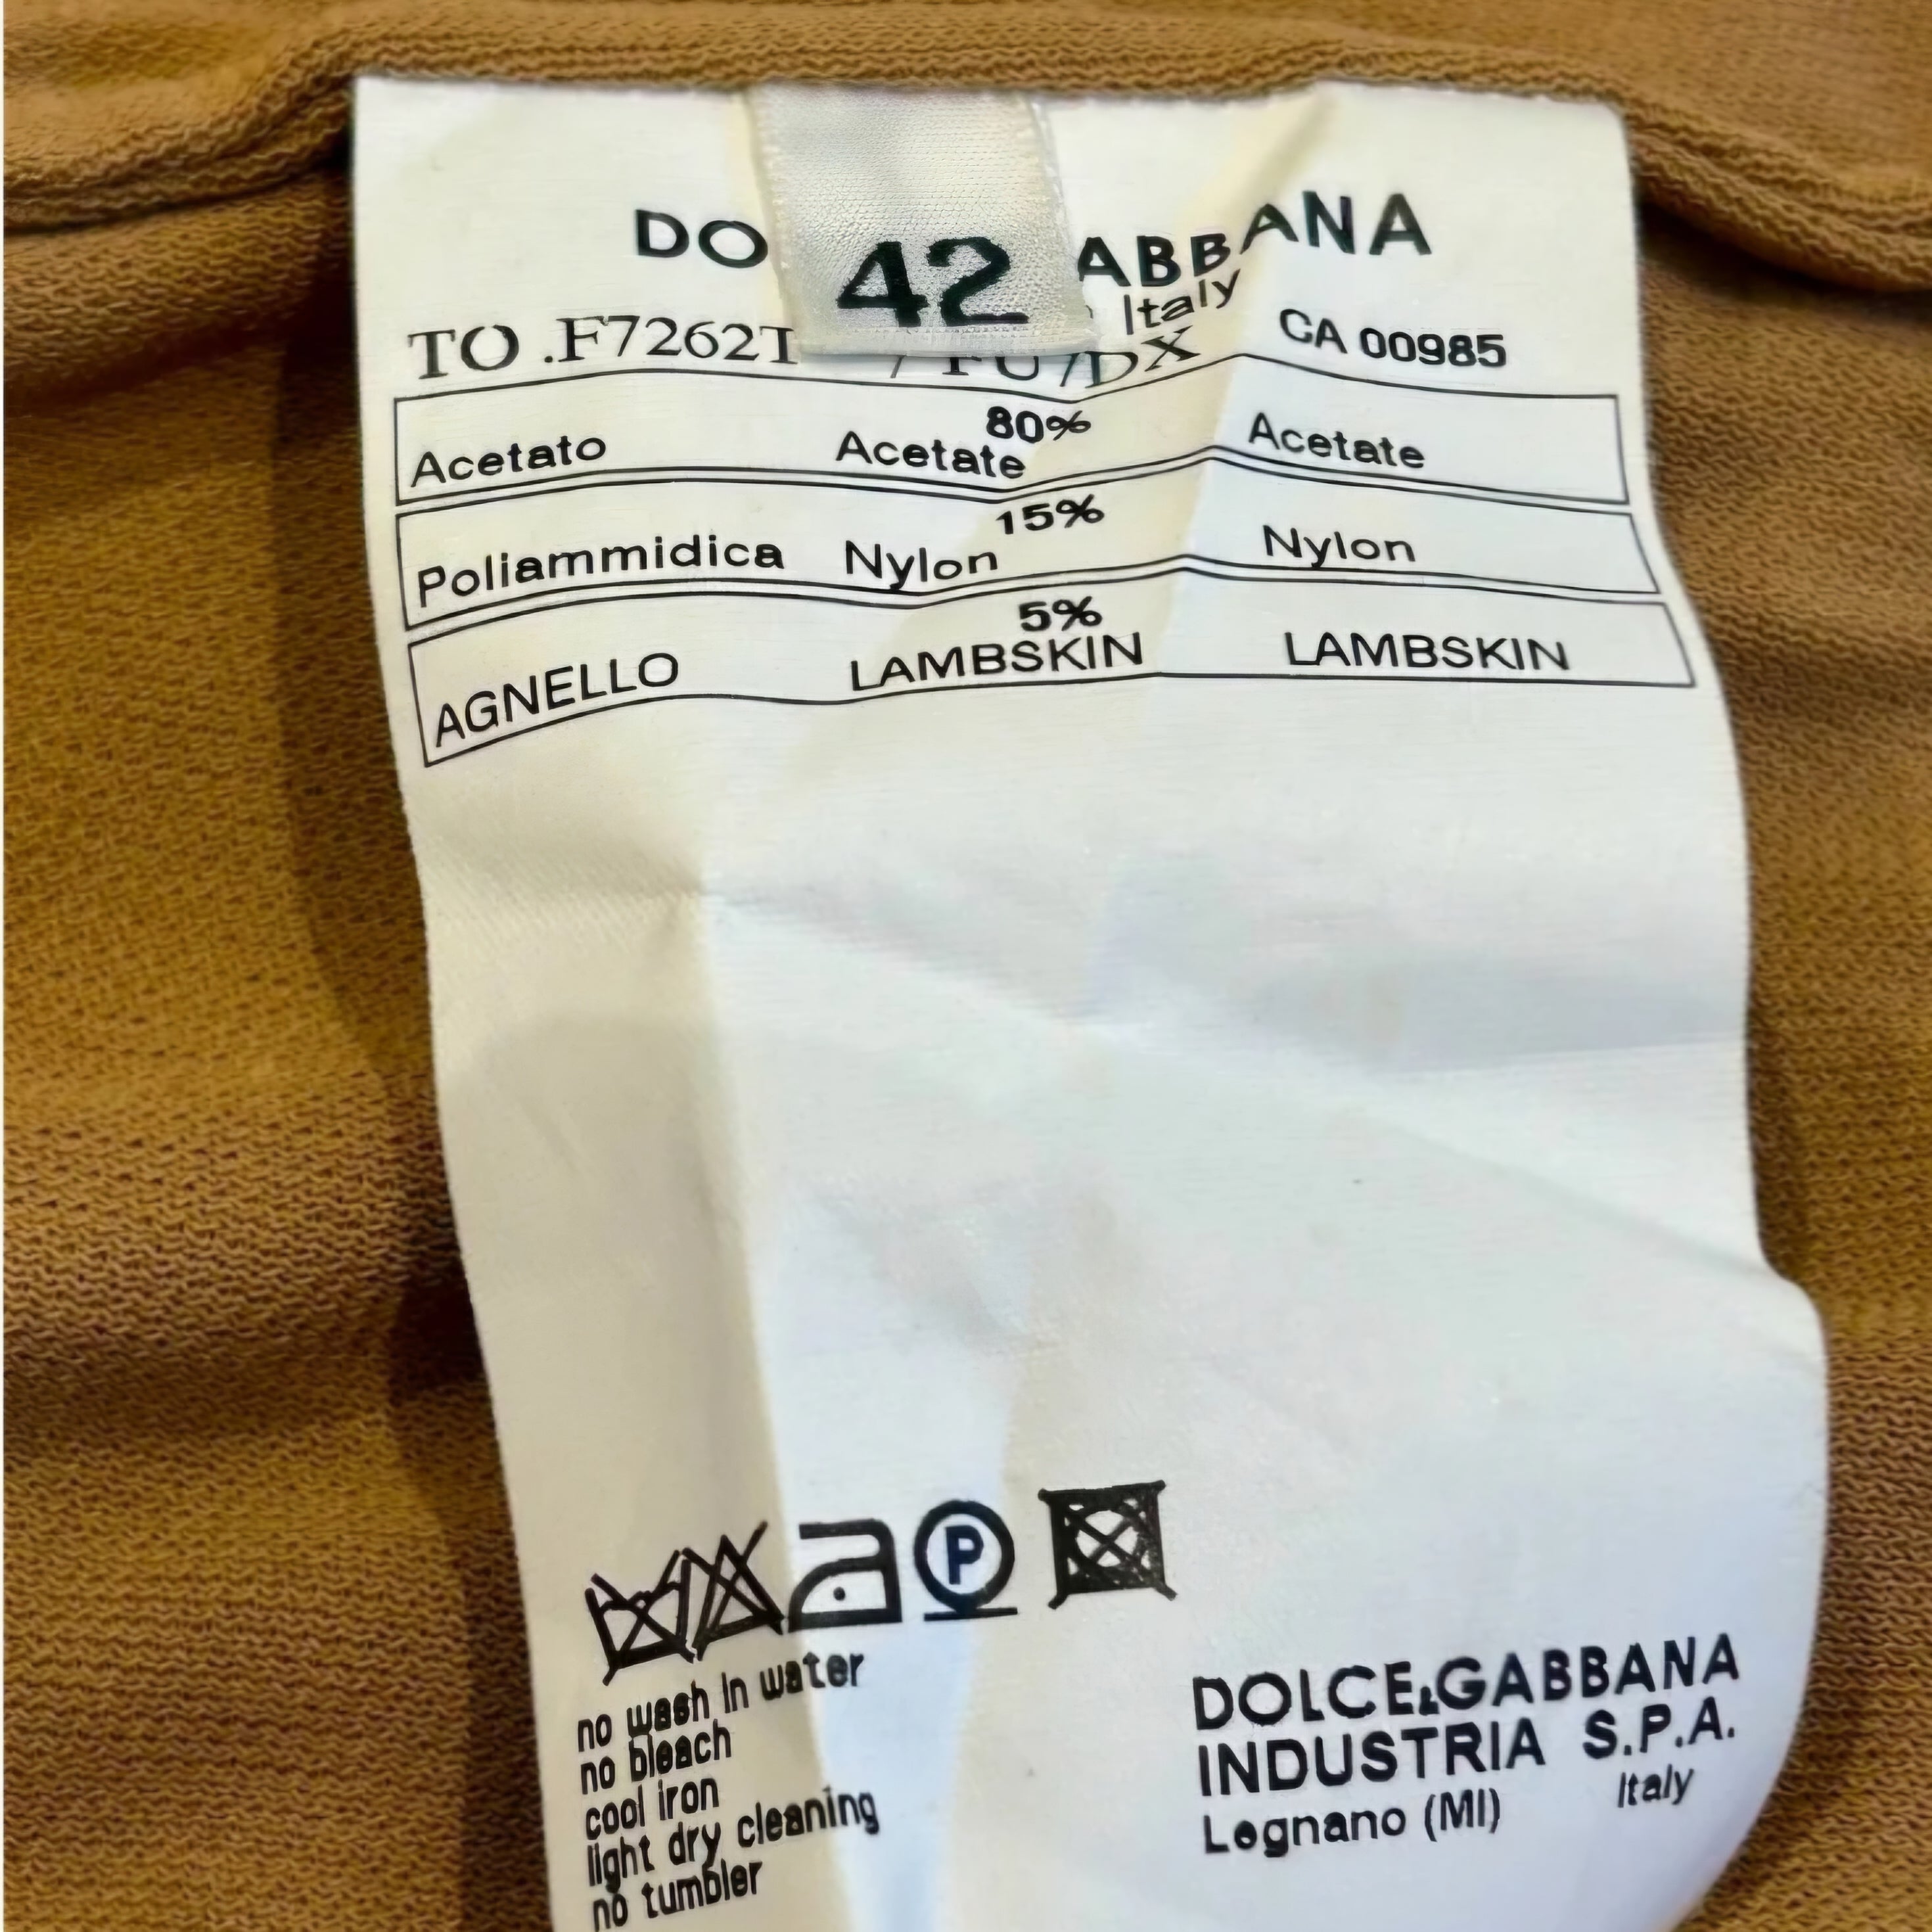 42
DO ABBANA
Italy
TO .F7262T / FU/DX CA 00985
80%
Acetato Acetate Acetate
15%
Poliammidica Nylon Nylon
5%
AGNELLO LAMBSKIN LAMBSKIN
P
no wash in water
no bleach
cool iron
light dry cleaning
no tumbler
DOLCE&GABBANA
INDUSTRIA S.P.A.
Legnano (MI) Italy